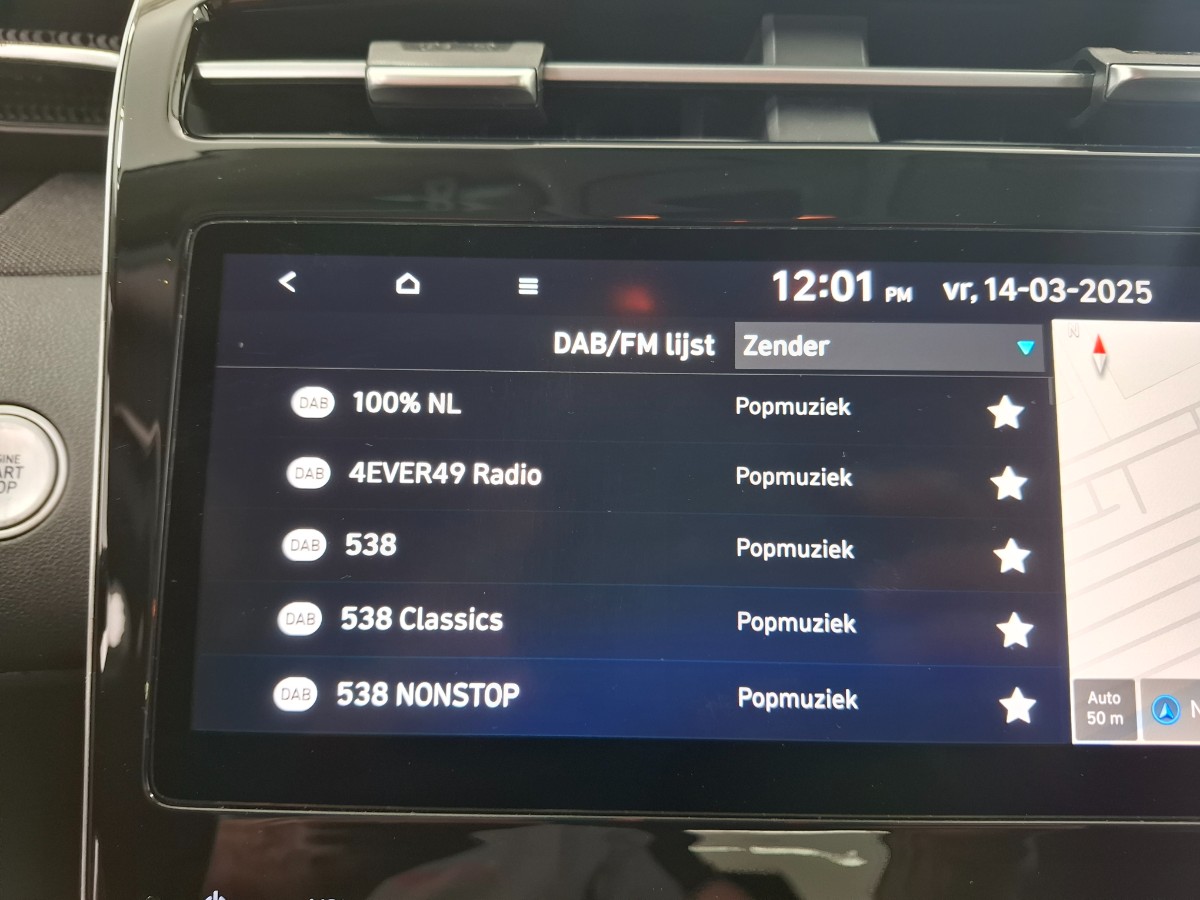 12:01 PM vr, 14-03-2025
DAB/FM lijst Zender
N
DAB 100% NL Popmuziek
DAB 4EVER49 Radio Popmuziek
DAB 538 Popmuziek
DAB 538 Classics Popmuziek
DAB 538 NONSTOP Popmuziek
Auto
50 m